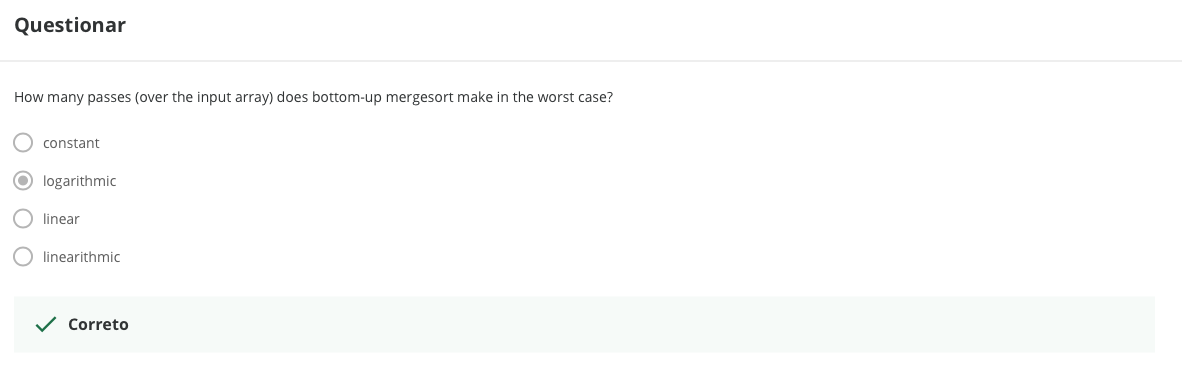 Questionar
How many passes (over the input array) does bottom-up mergesort make in the worst case?
constant
logarithmic
linear
linearithmic
Correto